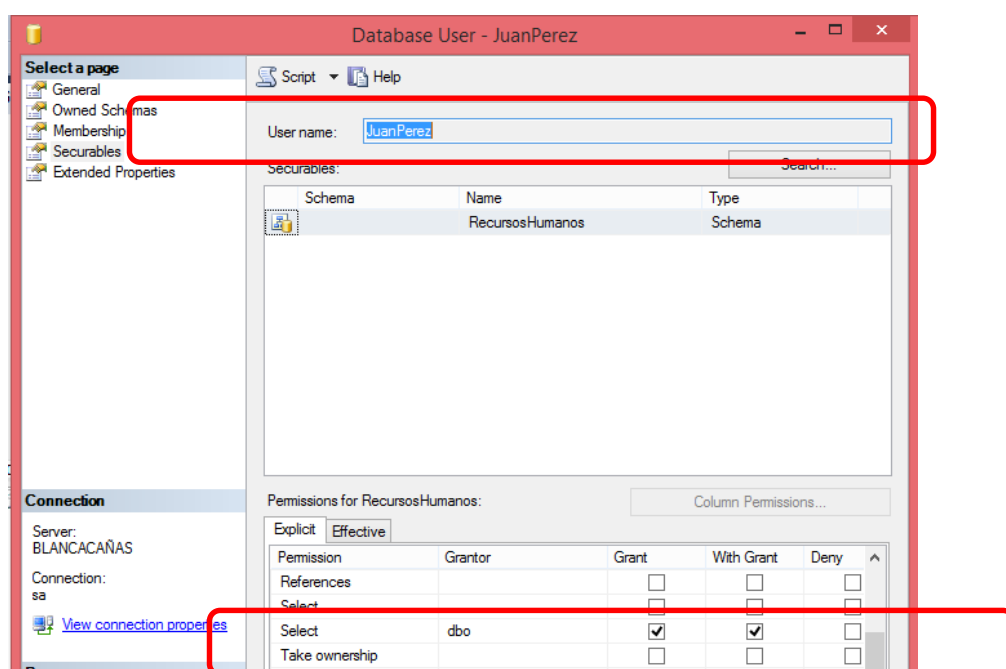 Database User - JuanPerez
Select a page
General
Owned Schemas
Membership
Securables
Extended Properties
Script Help
User name: JuanPerez
Search...
Securables:
Schema Name Type
RecursosHumanos Schema
Connection
Server:
BLANCACAÑAS
Connection:
sa
View connection properties
Permissions for RecursosHumanos:
Column Permissions...
Explicit Effective
Permission Grantor Grant With Grant Deny
References
Select
Select dbo
Take ownership